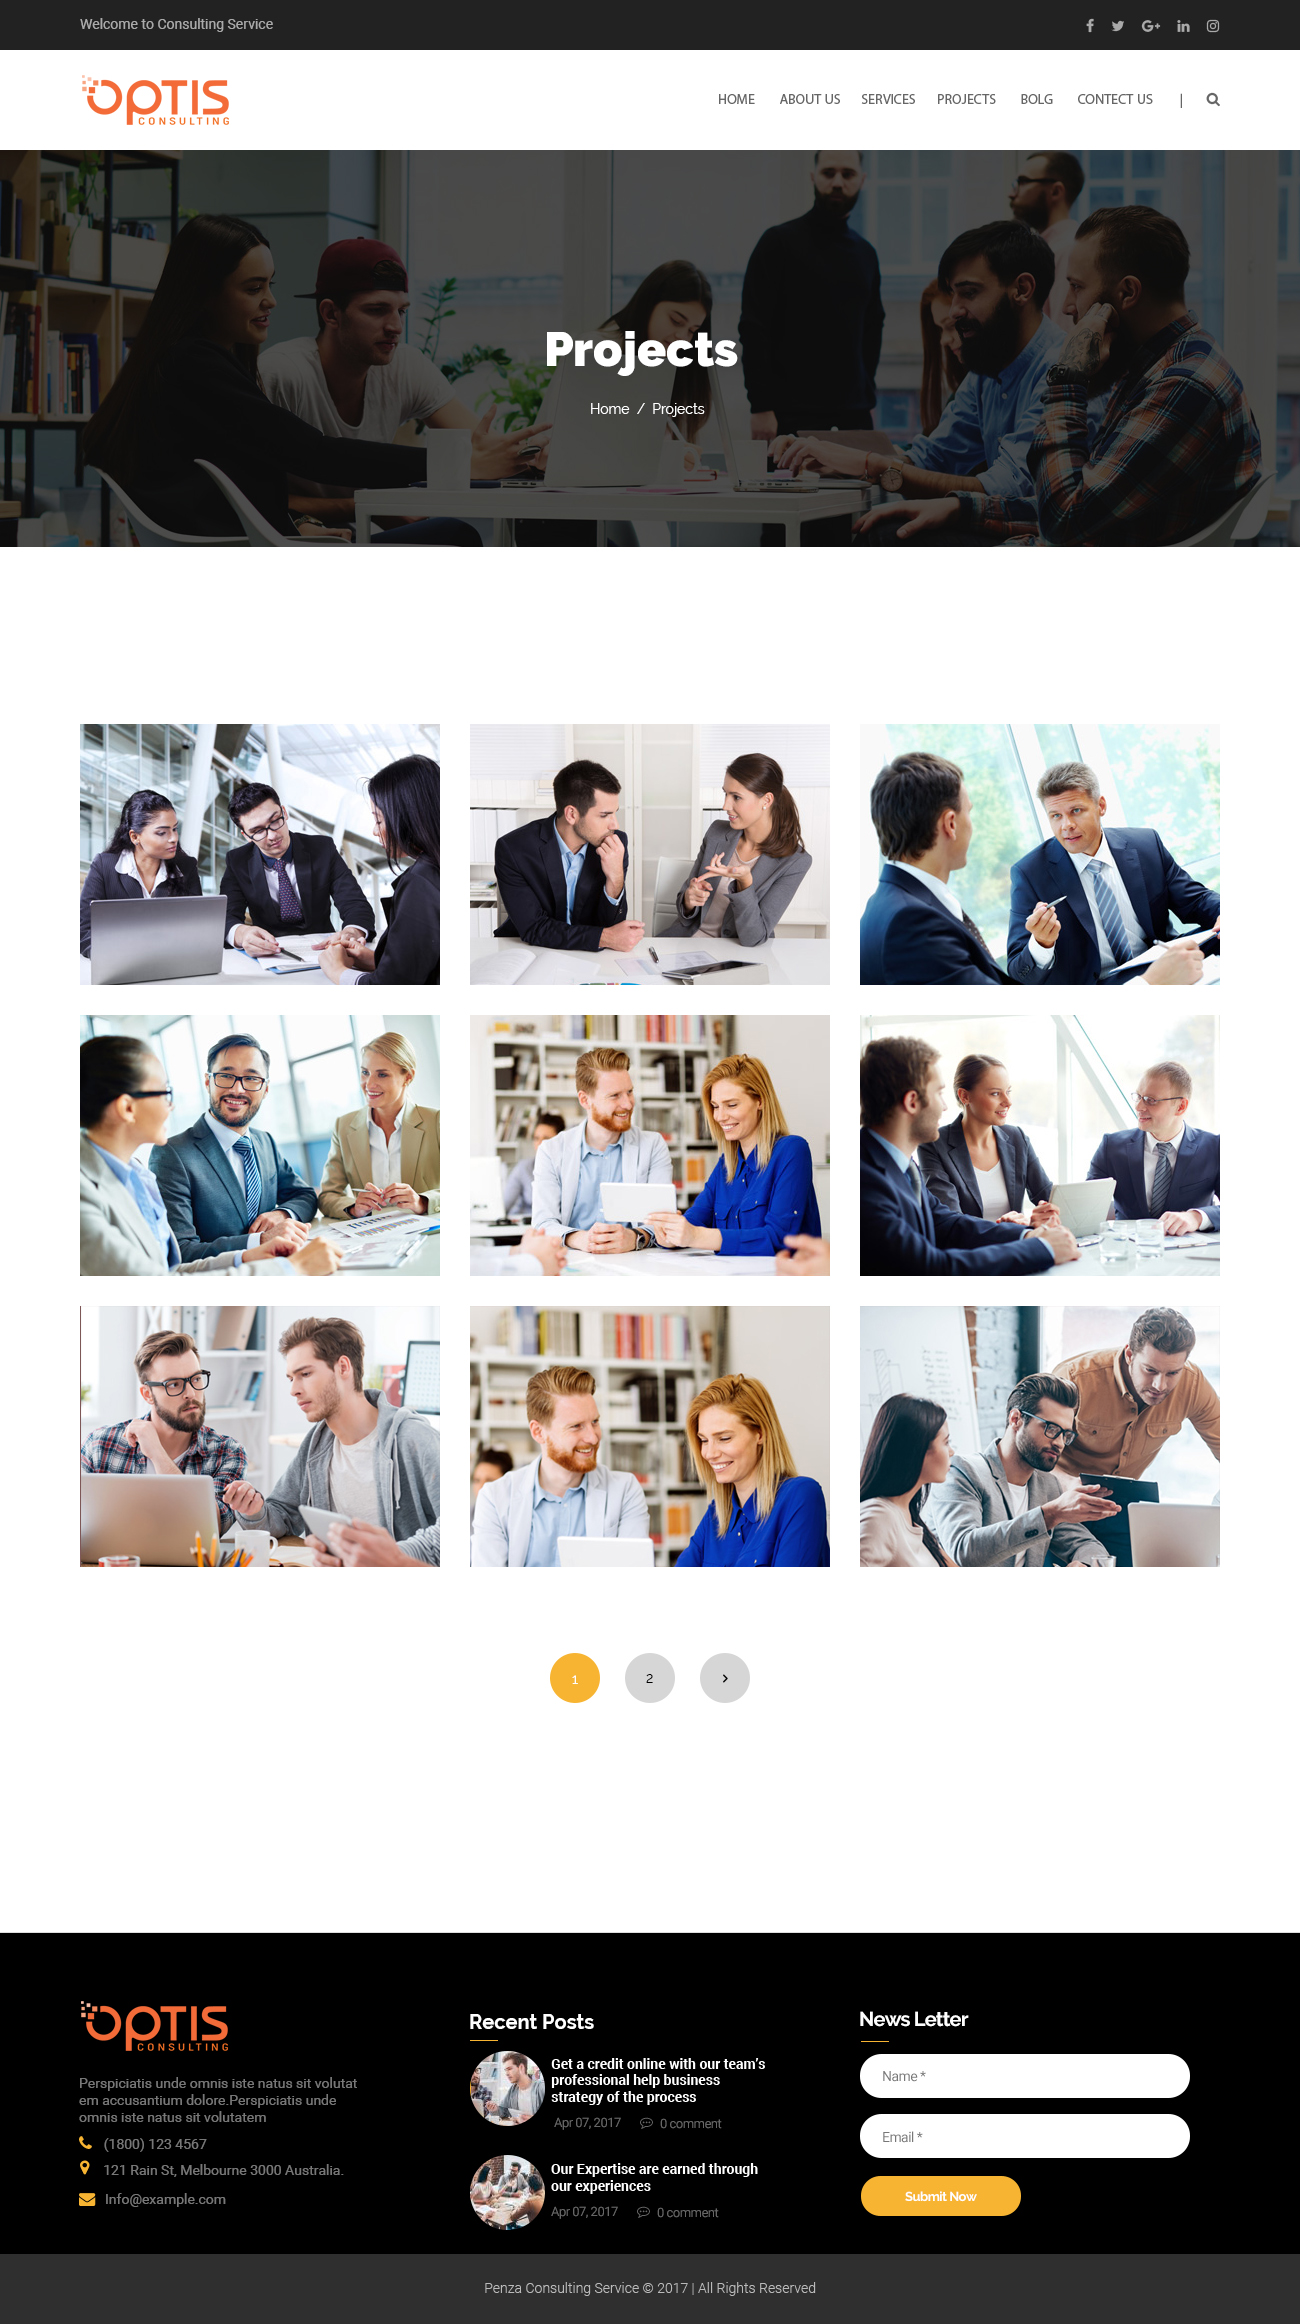 Welcome to Consulting Service
OPTIS
CONSULTING
HOME ABOUT US SERVICES PROJECTS BOLG CONTECT US |
Projects
Home / Projects
1 2
OPTIS
CONSULTING
Perspiciatis unde omnis iste natus sit volutat
em accusantium dolore.Perspiciatis unde
omnis iste natus sit volutatem
(1800) 123 4567
121 Rain St, Melbourne 3000 Australia.
Info@example.com
Recent Posts
Get a credit online with our team’s
professional help business
strategy of the process
Apr 07, 2017 0 comment
Our Expertise are earned through
our experiences
Apr 07, 2017 0 comment
News Letter
Name *
Email *
Submit Now
Penza Consulting Service © 2017 | All Rights Reserved